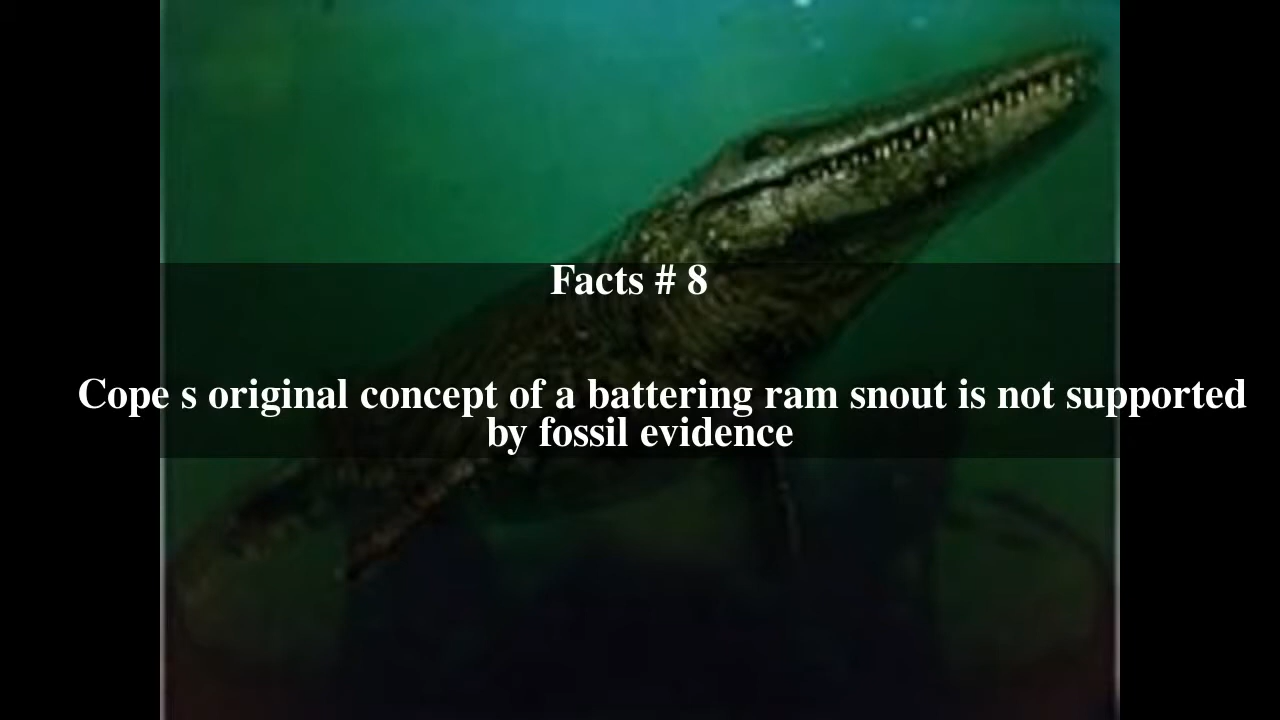 Facts # 8
Cope s original concept of a battering ram snout is not supported
by fossil evidence